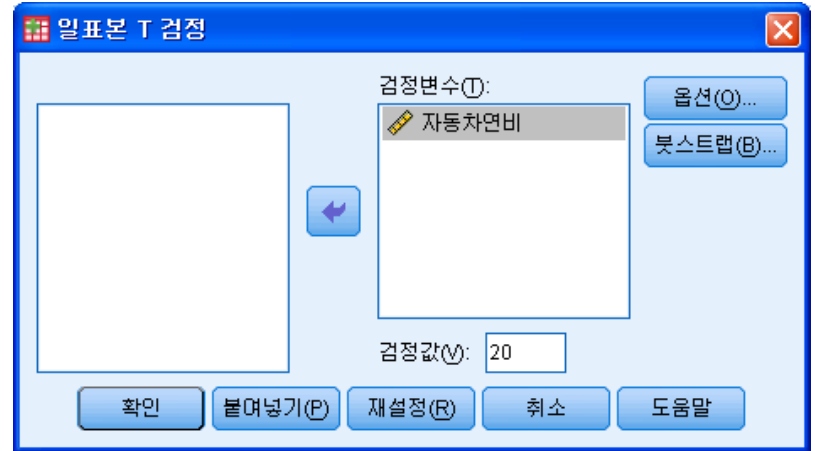 일표본 T 검정
검정변수(T):
자동차연비
옵션(O)...
붓스트랩(B)...
검정값(V): 20
확인
붙여넣기(P)
재설정(R)
취소
도움말